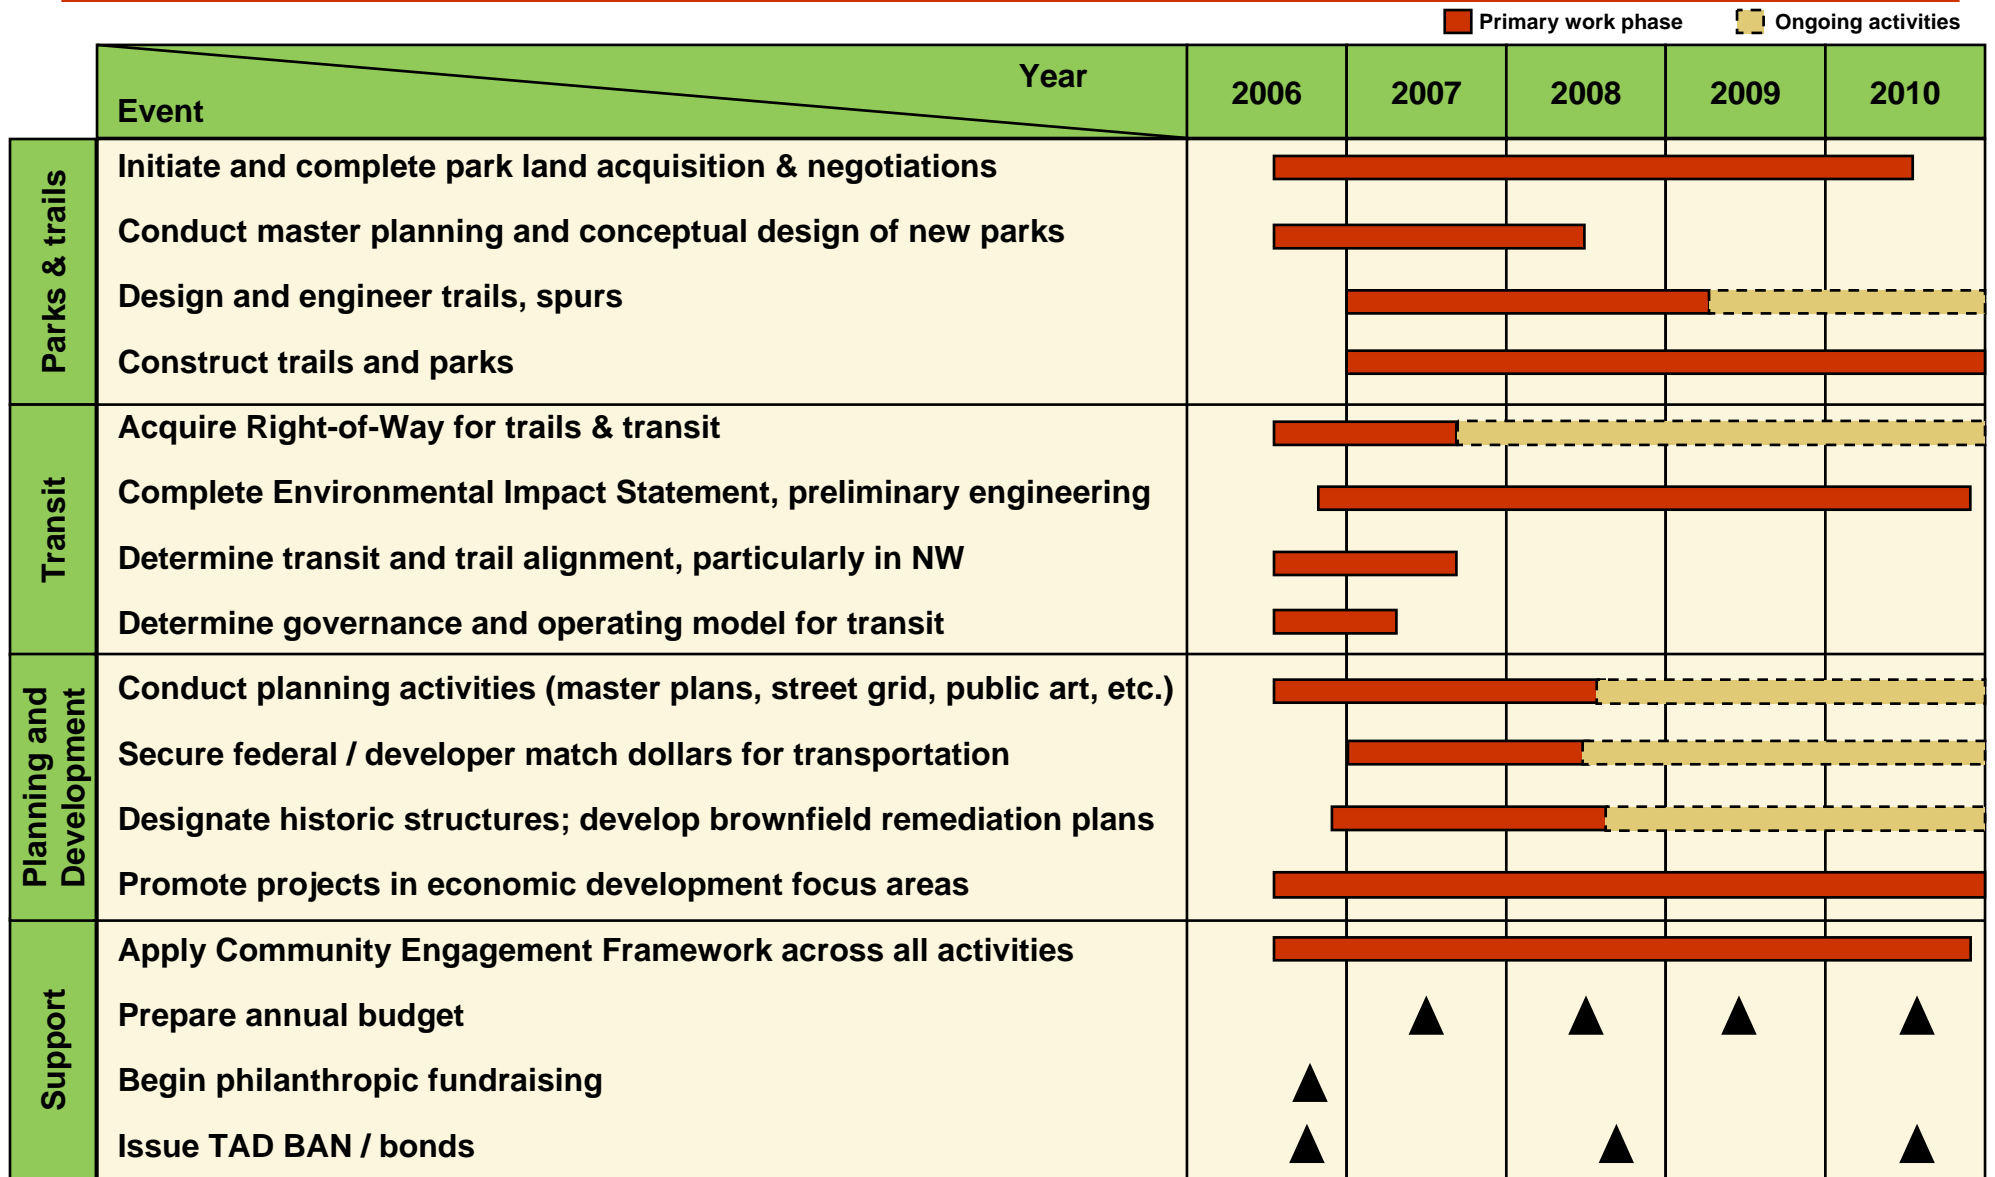 Primary work phase
Ongoing activities
Year
Event
2006
2007
2008
2009
2010
Parks & trails
Initiate and complete park land acquisition & negotiations
Conduct master planning and conceptual design of new parks
Design and engineer trails, spurs
Construct trails and parks
Transit
Acquire Right-of-Way for trails & transit
Complete Environmental Impact Statement, preliminary engineering
Determine transit and trail alignment, particularly in NW
Determine governance and operating model for transit
Planning and
Development
Conduct planning activities (master plans, street grid, public art, etc.)
Secure federal / developer match dollars for transportation
Designate historic structures; develop brownfield remediation plans
Promote projects in economic development focus areas
Support
Apply Community Engagement Framework across all activities
Prepare annual budget
Begin philanthropic fundraising
Issue TAD BAN / bonds